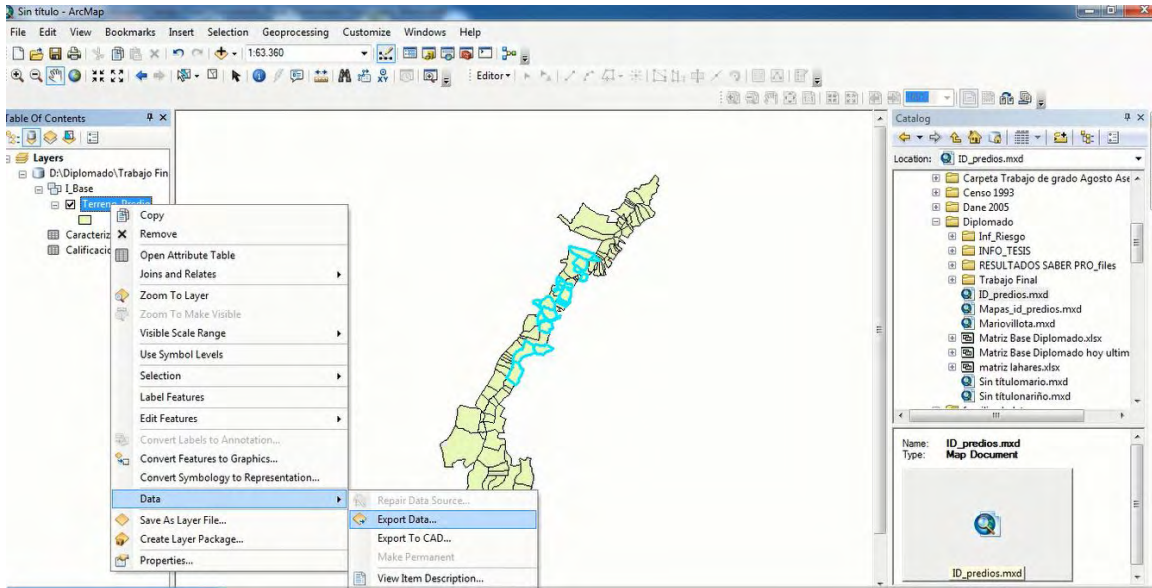 Sin título - ArcMap
File Edit View Bookmarks Insert Selection Geoprocessing Customize Windows Help
1:63.360
Editor
Table Of Contents
Layers
D:\Diplomado\Trabajo Fin
I_Base
Terreno_Predio
Caracteriz
Calificacio
Copy
Remove
Open Attribute Table
Joins and Relates
Zoom To Layer
Zoom To Make Visible
Visible Scale Range
Use Symbol Levels
Selection
Label Features
Edit Features
Convert Labels to Annotation...
Convert Features to Graphics...
Convert Symbology to Representation...
Data
Save As Layer File...
Create Layer Package...
Properties...
Repair Data Source...
Export Data...
Export To CAD...
Make Permanent
View Item Description...
Catalog
Location: ID_predios.mxd
Carpeta Trabajo de grado Agosto Ase
Censo 1993
Dane 2005
Diplomado
Inf_Riesgo
INFO_TESIS
RESULTADOS SABER PRO_files
Trabajo Final
ID_predios.mxd
Mapas_id_predios.mxd
Mariovillota.mxd
Matriz Base Diplomado.xlsx
Matriz Base Diplomado hoy ultim
matriz lahares.xlsx
Sin títulomario.mxd
Sin títulonariño.mxd
Name: ID_predios.mxd
Type: Map Document
ID_predios.mxd